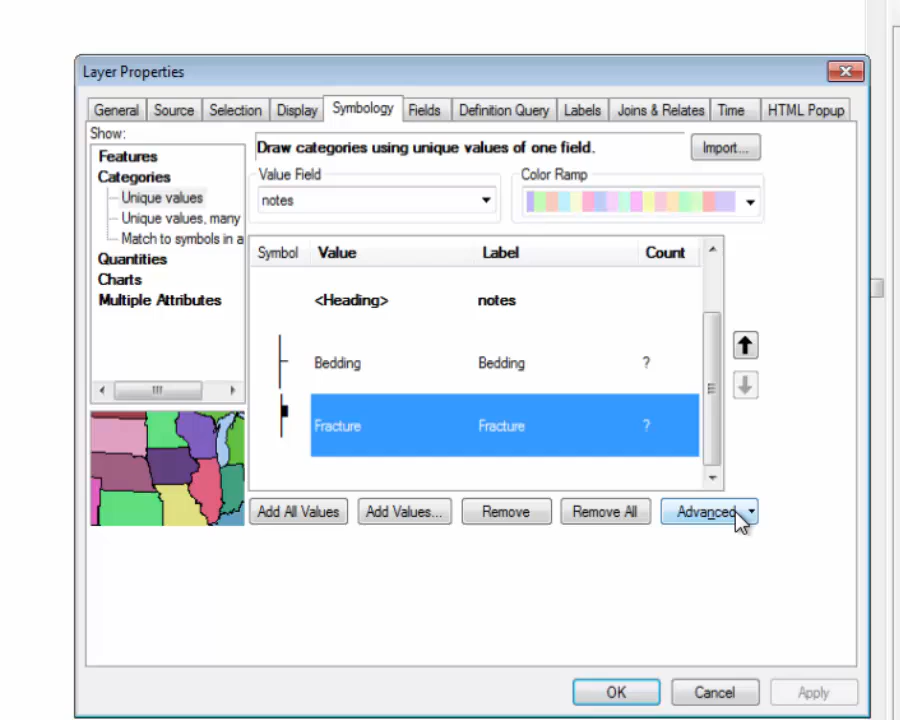 Layer Properties
General Source Selection Display Symbology Fields Definition Query Labels Joins & Relates Time HTML Popup
Show:
Features
Categories
Unique values
Unique values, many
Match to symbols in a
Quantities
Charts
Multiple Attributes
Draw categories using unique values of one field.
Import...
Value Field
notes
Color Ramp
Symbol Value Label Count
<Heading> notes
Bedding Bedding ?
Fracture Fracture ?
Add All Values Add Values... Remove Remove All Advanced
OK Cancel Apply